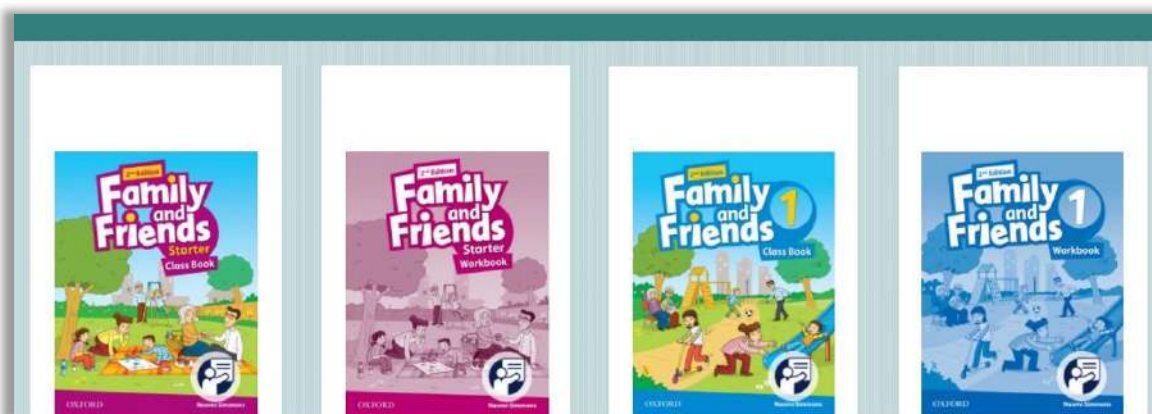 2nd Edition
Family
and
Friends
Starter
Class Book
OXFORD
2nd Edition
Family
and
Friends
Starter
Workbook
OXFORD
2nd Edition
Family
and
Friends
1
Class Book
OXFORD
2nd Edition
Family
and
Friends
1
Workbook
OXFORD